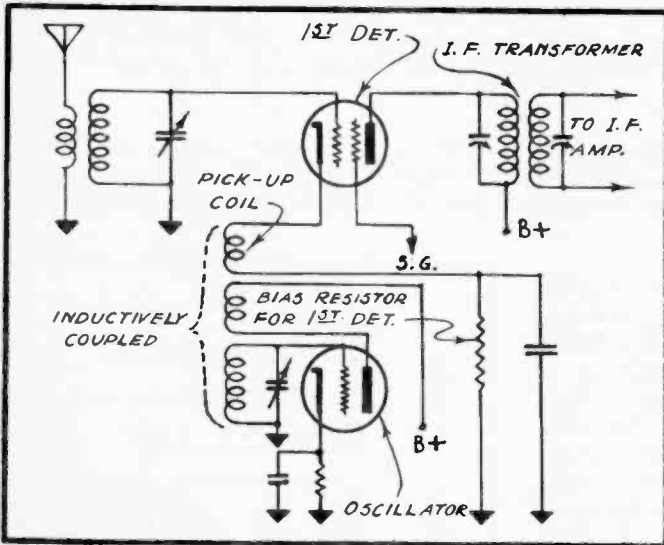 1ST DET.
I.F. TRANSFORMER
TO I.F.
AMP.
PICK-UP
COIL
B+
S.G.
INDUCTIVELY
COUPLED
BIAS RESISTOR
FOR 1ST. DET.
B+
OSCILLATOR